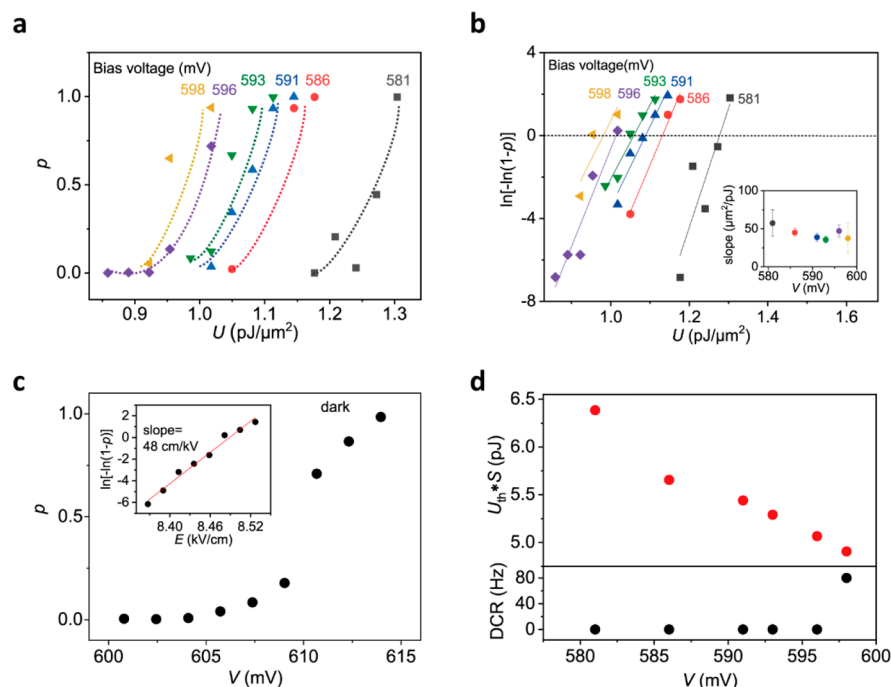 a
Bias voltage (mV)
598
596
593
591
586
581
1.0
0.5
0.0
p
0.9
1.0
1.1
1.2
1.3
U (pJ/μm²)
b
Bias voltage(mV)
598
596
593
591
586
581
4
2
0
-2
-4
-6
-8
ln[-ln(1-p)]
0.9 1.0 1.2 1.4 1.6
U (pJ/μm²)
slope (μm²/pJ)
100
50
0
580 590 600
V (mV)
c
dark
1.0
0.5
0.0
p
600 605 610 615
V (mV)
slope=
48 cm/kV
ln[-ln(1-p)]
2
0
-2
-4
-6
8.40 8.46 8.52
E (kV/cm)
d
6.5
6.0
5.5
5.0
Uth*S (pJ)
80
40
0
DCR (Hz)
580 585 590 595 600
V (mV)